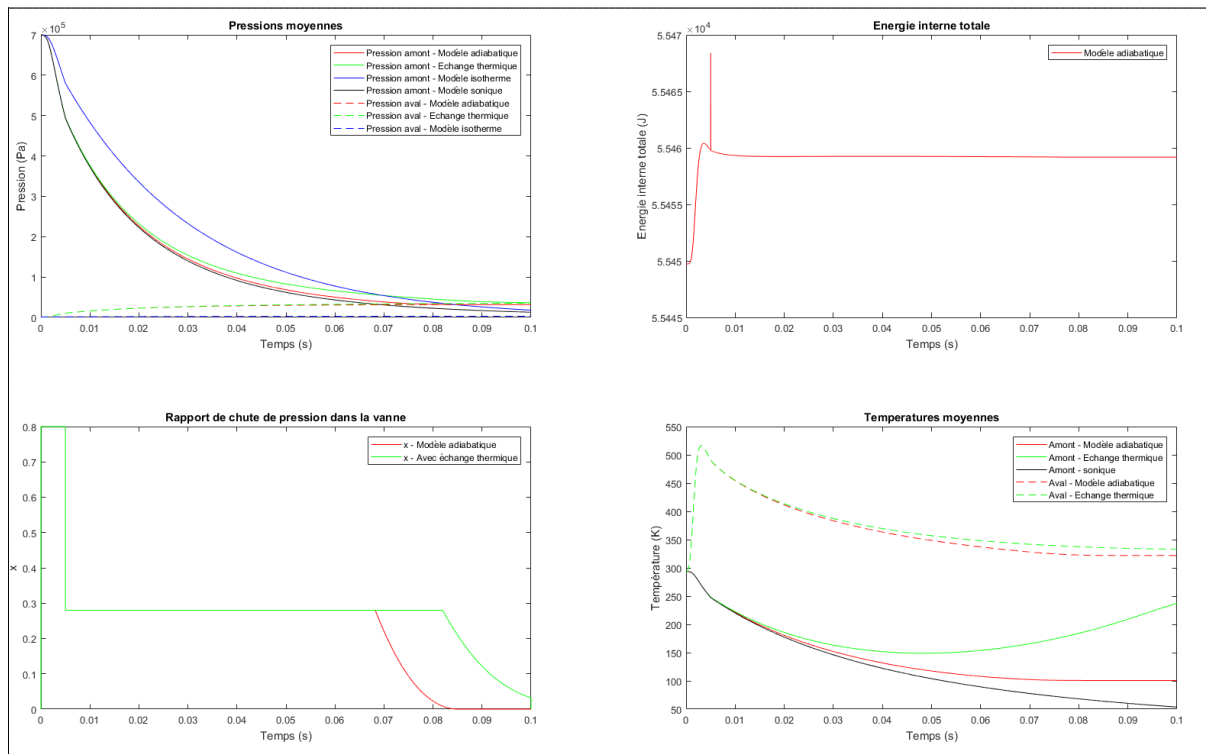 Pressions moyennes
×10⁵
7
6
5
4
3
2
1
0
Pression (Pa)
0 0.01 0.02 0.03 0.04 0.05 0.06 0.07 0.08 0.09 0.1
Temps (s)
Pression amont - Modèle adiabatique
Pression amont - Echange thermique
Pression amont - Modèle isotherme
Pression amont - Modèle sonique
Pression aval - Modèle adiabatique
Pression aval - Echange thermique
Pression aval - Modèle isotherme
Energie interne totale
×10⁴
5.547
5.5465
5.546
5.5455
5.545
5.5445
Energie interne totale (J)
0 0.01 0.02 0.03 0.04 0.05 0.06 0.07 0.08 0.09 0.1
Temps (s)
Modèle adiabatique
Rapport de chute de pression dans la vanne
0.8
0.7
0.6
0.5
0.4
0.3
0.2
0.1
0
x
0 0.01 0.02 0.03 0.04 0.05 0.06 0.07 0.08 0.09 0.1
Temps (s)
x - Modèle adiabatique
x - Avec échange thermique
Temperatures moyennes
550
500
450
400
350
300
250
200
150
100
50
Température (K)
0 0.01 0.02 0.03 0.04 0.05 0.06 0.07 0.08 0.09 0.1
Temps (s)
Amont - Modèle adiabatique
Amont - Echange thermique
Amont - sonique
Aval - Modèle adiabatique
Aval - Echange thermique